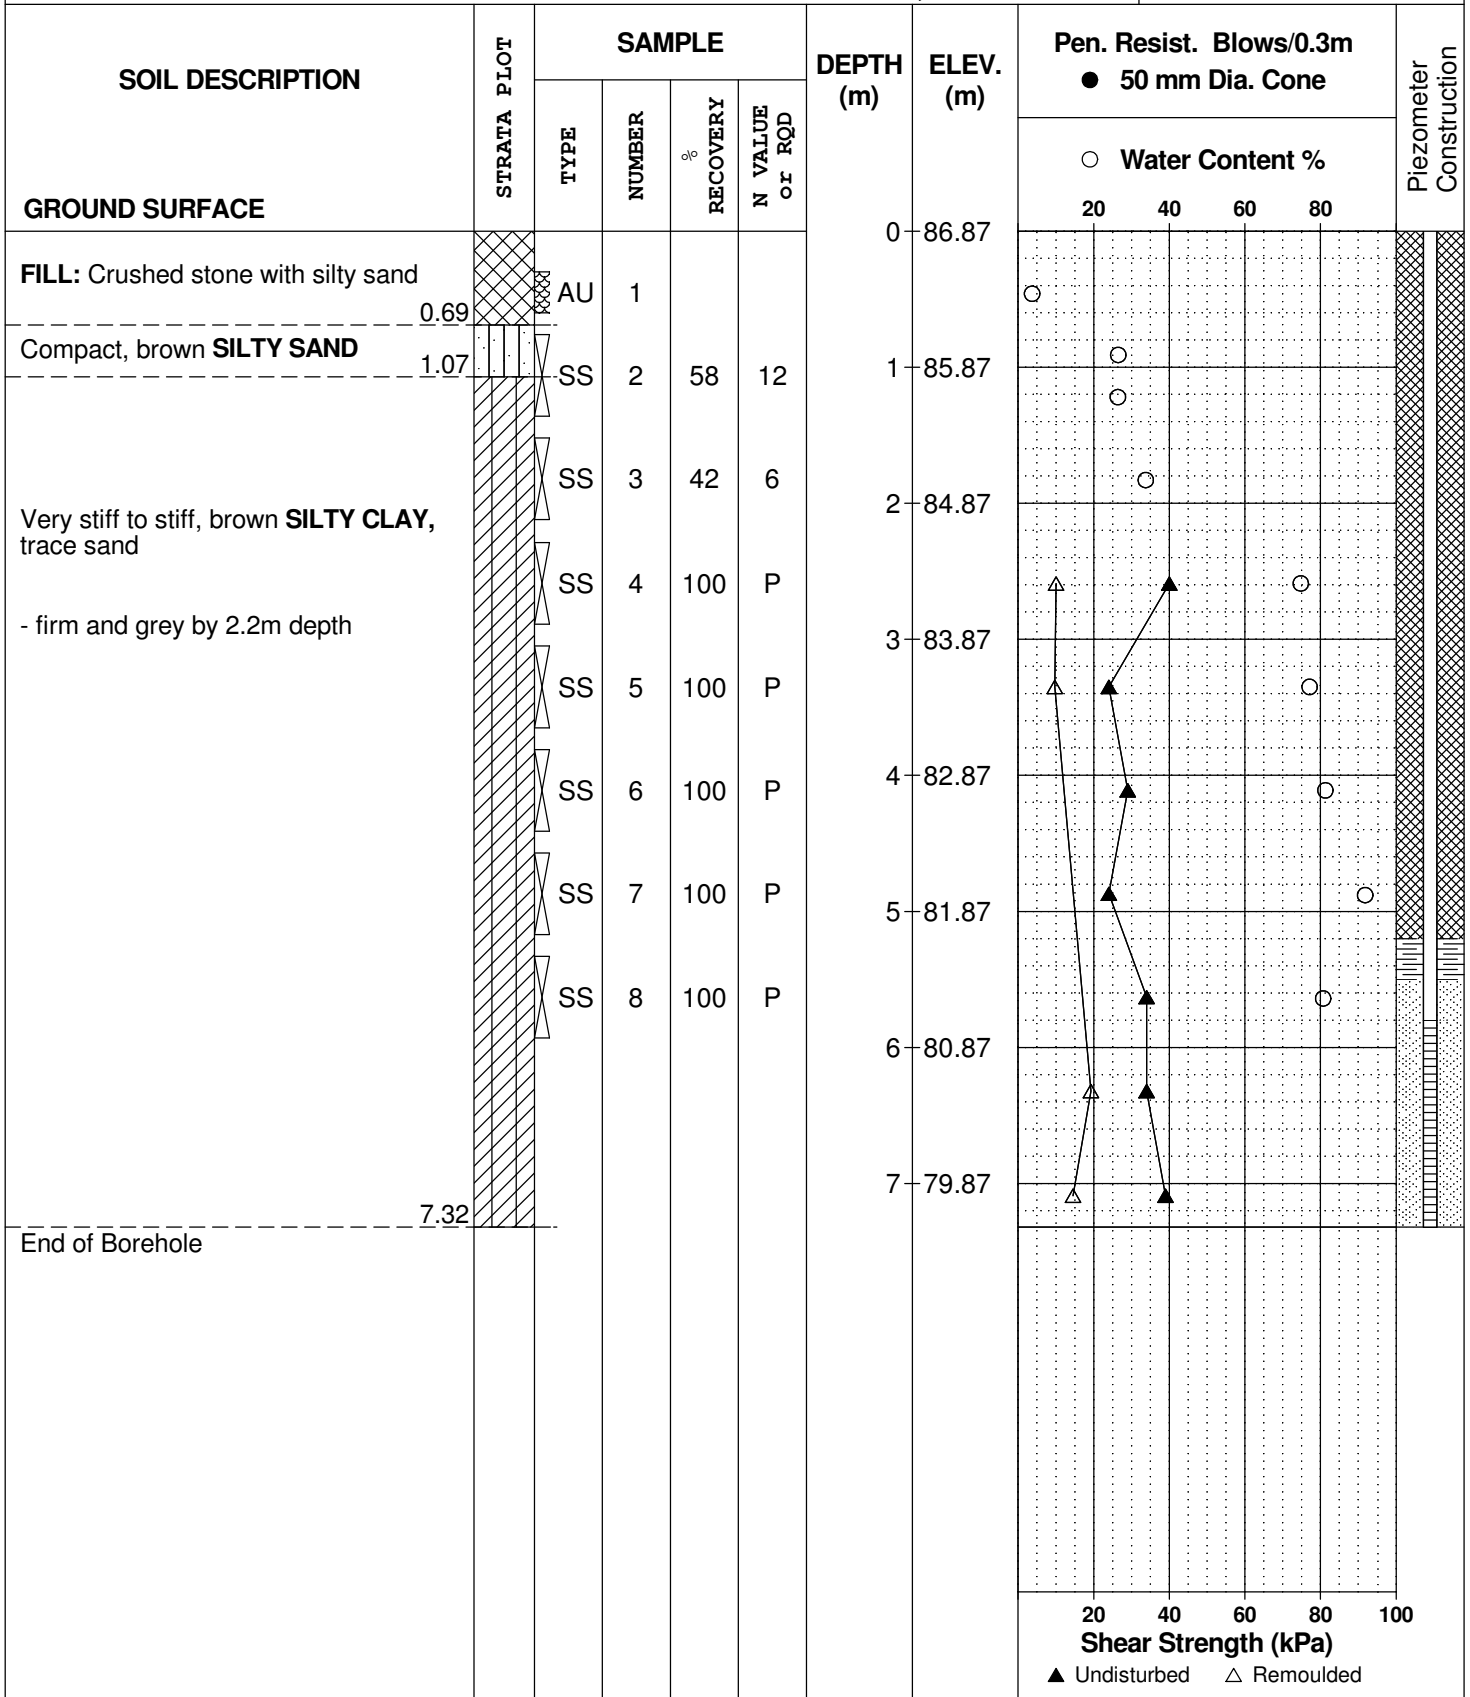 SOIL DESCRIPTION
GROUND SURFACE
STRATA PLOT
SAMPLE
TYPE
NUMBER
%
RECOVERY
N VALUE
or RQD
DEPTH
(m)
ELEV.
(m)
Pen. Resist. Blows/0.3m
● 50 mm Dia. Cone
○ Water Content %
20 40 60 80
Piezometer
Construction
0 86.87
FILL: Crushed stone with silty sand
0.69
AU 1
Compact, brown SILTY SAND
1.07
SS 2 58 12
1 85.87
SS 3 42 6
2 84.87
Very stiff to stiff, brown SILTY CLAY,
trace sand
SS 4 100 P
- firm and grey by 2.2m depth
3 83.87
SS 5 100 P
4 82.87
SS 6 100 P
SS 7 100 P
5 81.87
SS 8 100 P
6 80.87
7 79.87
7.32
End of Borehole
20 40 60 80 100
Shear Strength (kPa)
▲ Undisturbed △ Remoulded